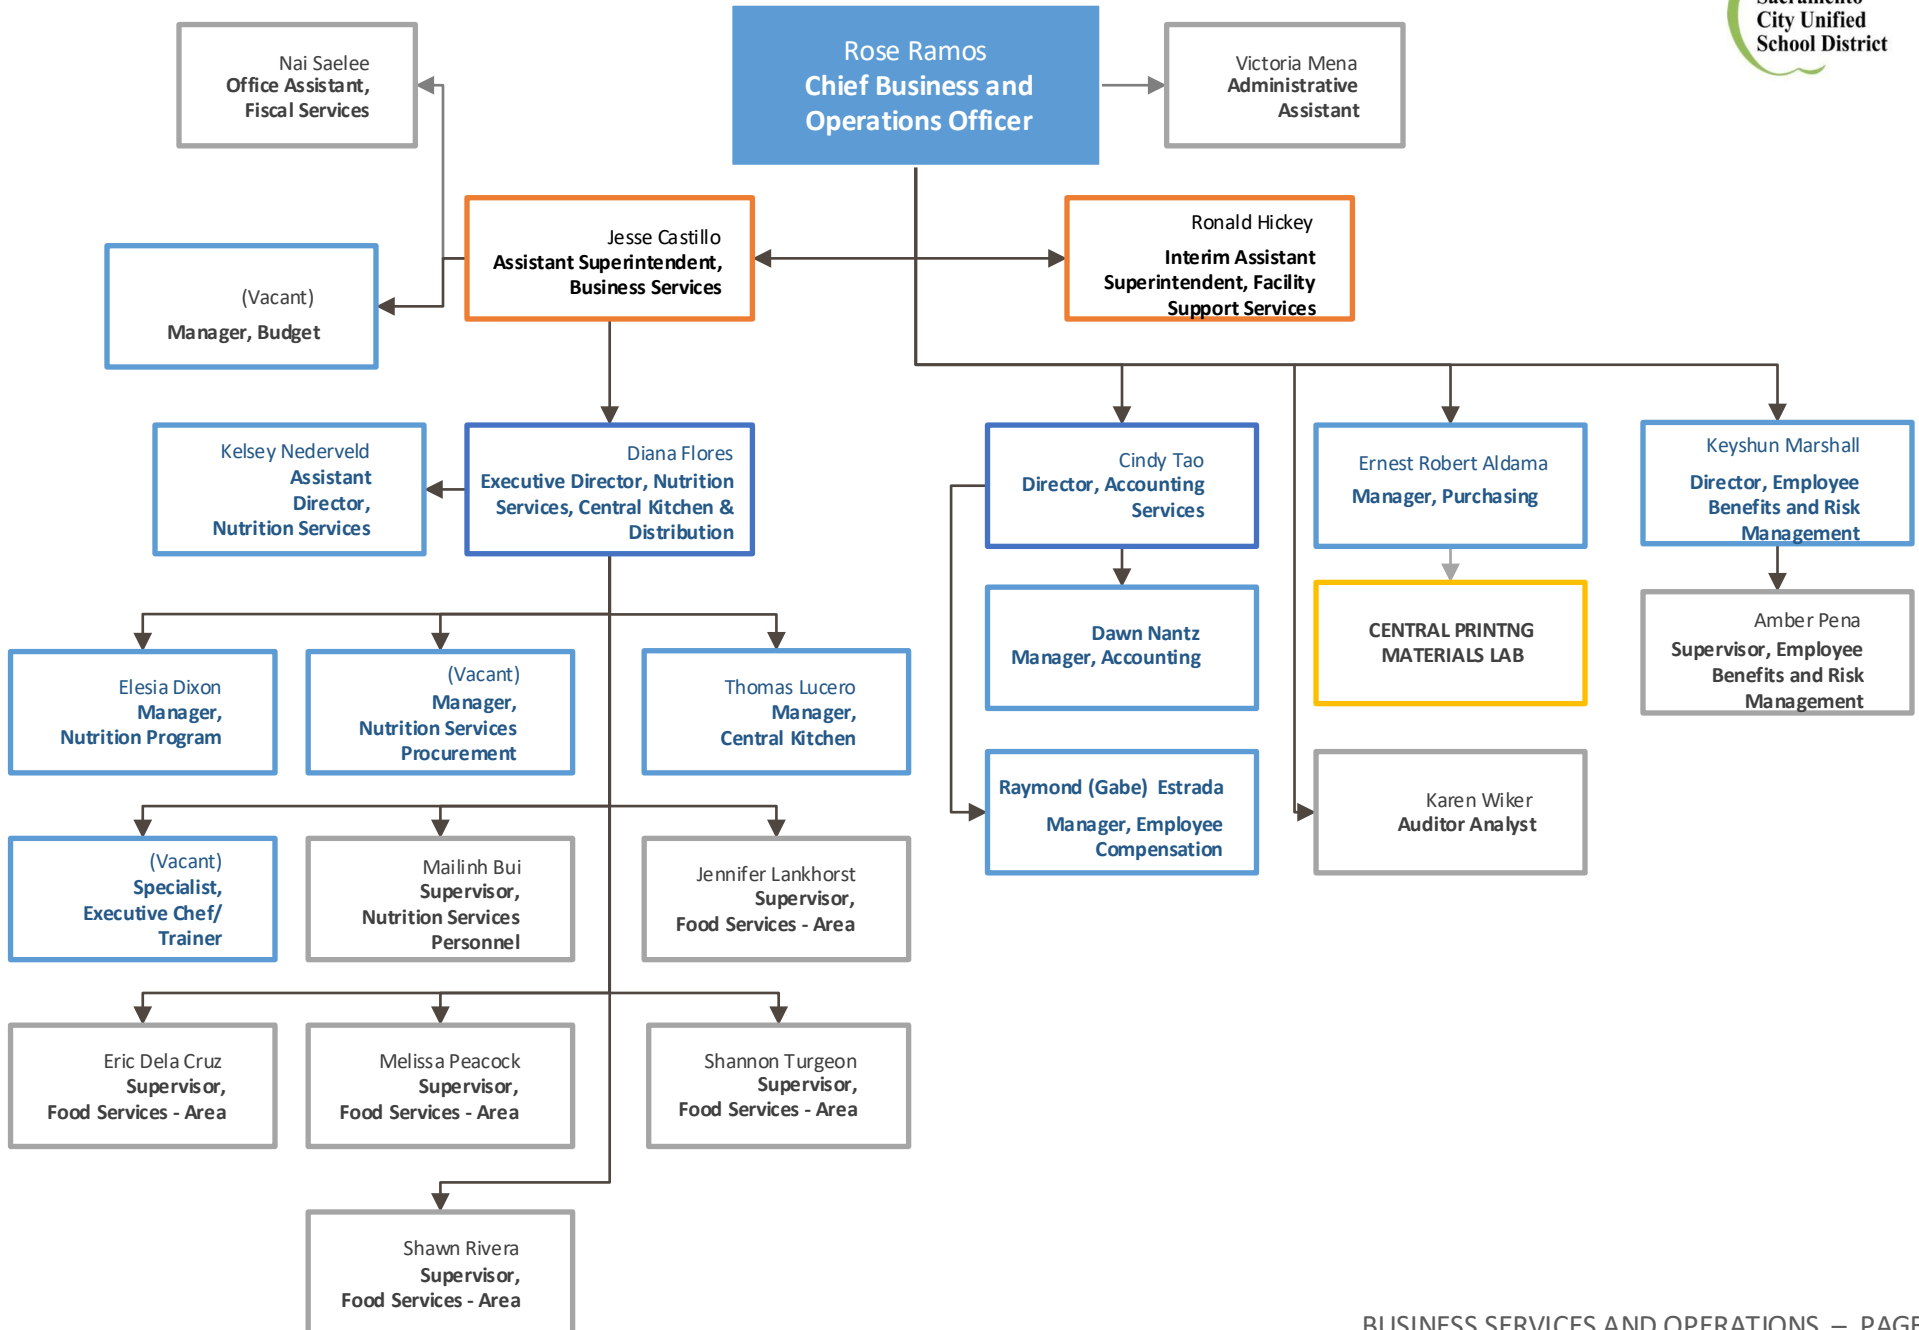 Sacramento
City Unified
School District
Nai Saelee
Office Assistant,
Fiscal Services
Rose Ramos
Chief Business and
Operations Officer
Victoria Mena
Administrative
Assistant
Jesse Castillo
Assistant Superintendent,
Business Services
Ronald Hickey
Interim Assistant
Superintendent, Facility
Support Services
(Vacant)
Manager, Budget
Kelsey Nederveld
Assistant
Director,
Nutrition Services
Diana Flores
Executive Director, Nutrition
Services, Central Kitchen &
Distribution
Cindy Tao
Director, Accounting
Services
Ernest Robert Aldama
Manager, Purchasing
Keyshun Marshall
Director, Employee
Benefits and Risk
Management
Dawn Nantz
Manager, Accounting
CENTRAL PRINTNG
MATERIALS LAB
Amber Pena
Supervisor, Employee
Benefits and Risk
Management
Elesia Dixon
Manager,
Nutrition Program
(Vacant)
Manager,
Nutrition Services
Procurement
Thomas Lucero
Manager,
Central Kitchen
Raymond (Gabe) Estrada
Manager, Employee
Compensation
Karen Wiker
Auditor Analyst
(Vacant)
Specialist,
Executive Chef/
Trainer
Mailinh Bui
Supervisor,
Nutrition Services
Personnel
Jennifer Lankhorst
Supervisor,
Food Services - Area
Eric Dela Cruz
Supervisor,
Food Services - Area
Melissa Peacock
Supervisor,
Food Services - Area
Shannon Turgeon
Supervisor,
Food Services - Area
Shawn Rivera
Supervisor,
Food Services - Area
BUSINESS SERVICES AND OPERATIONS – PAGE